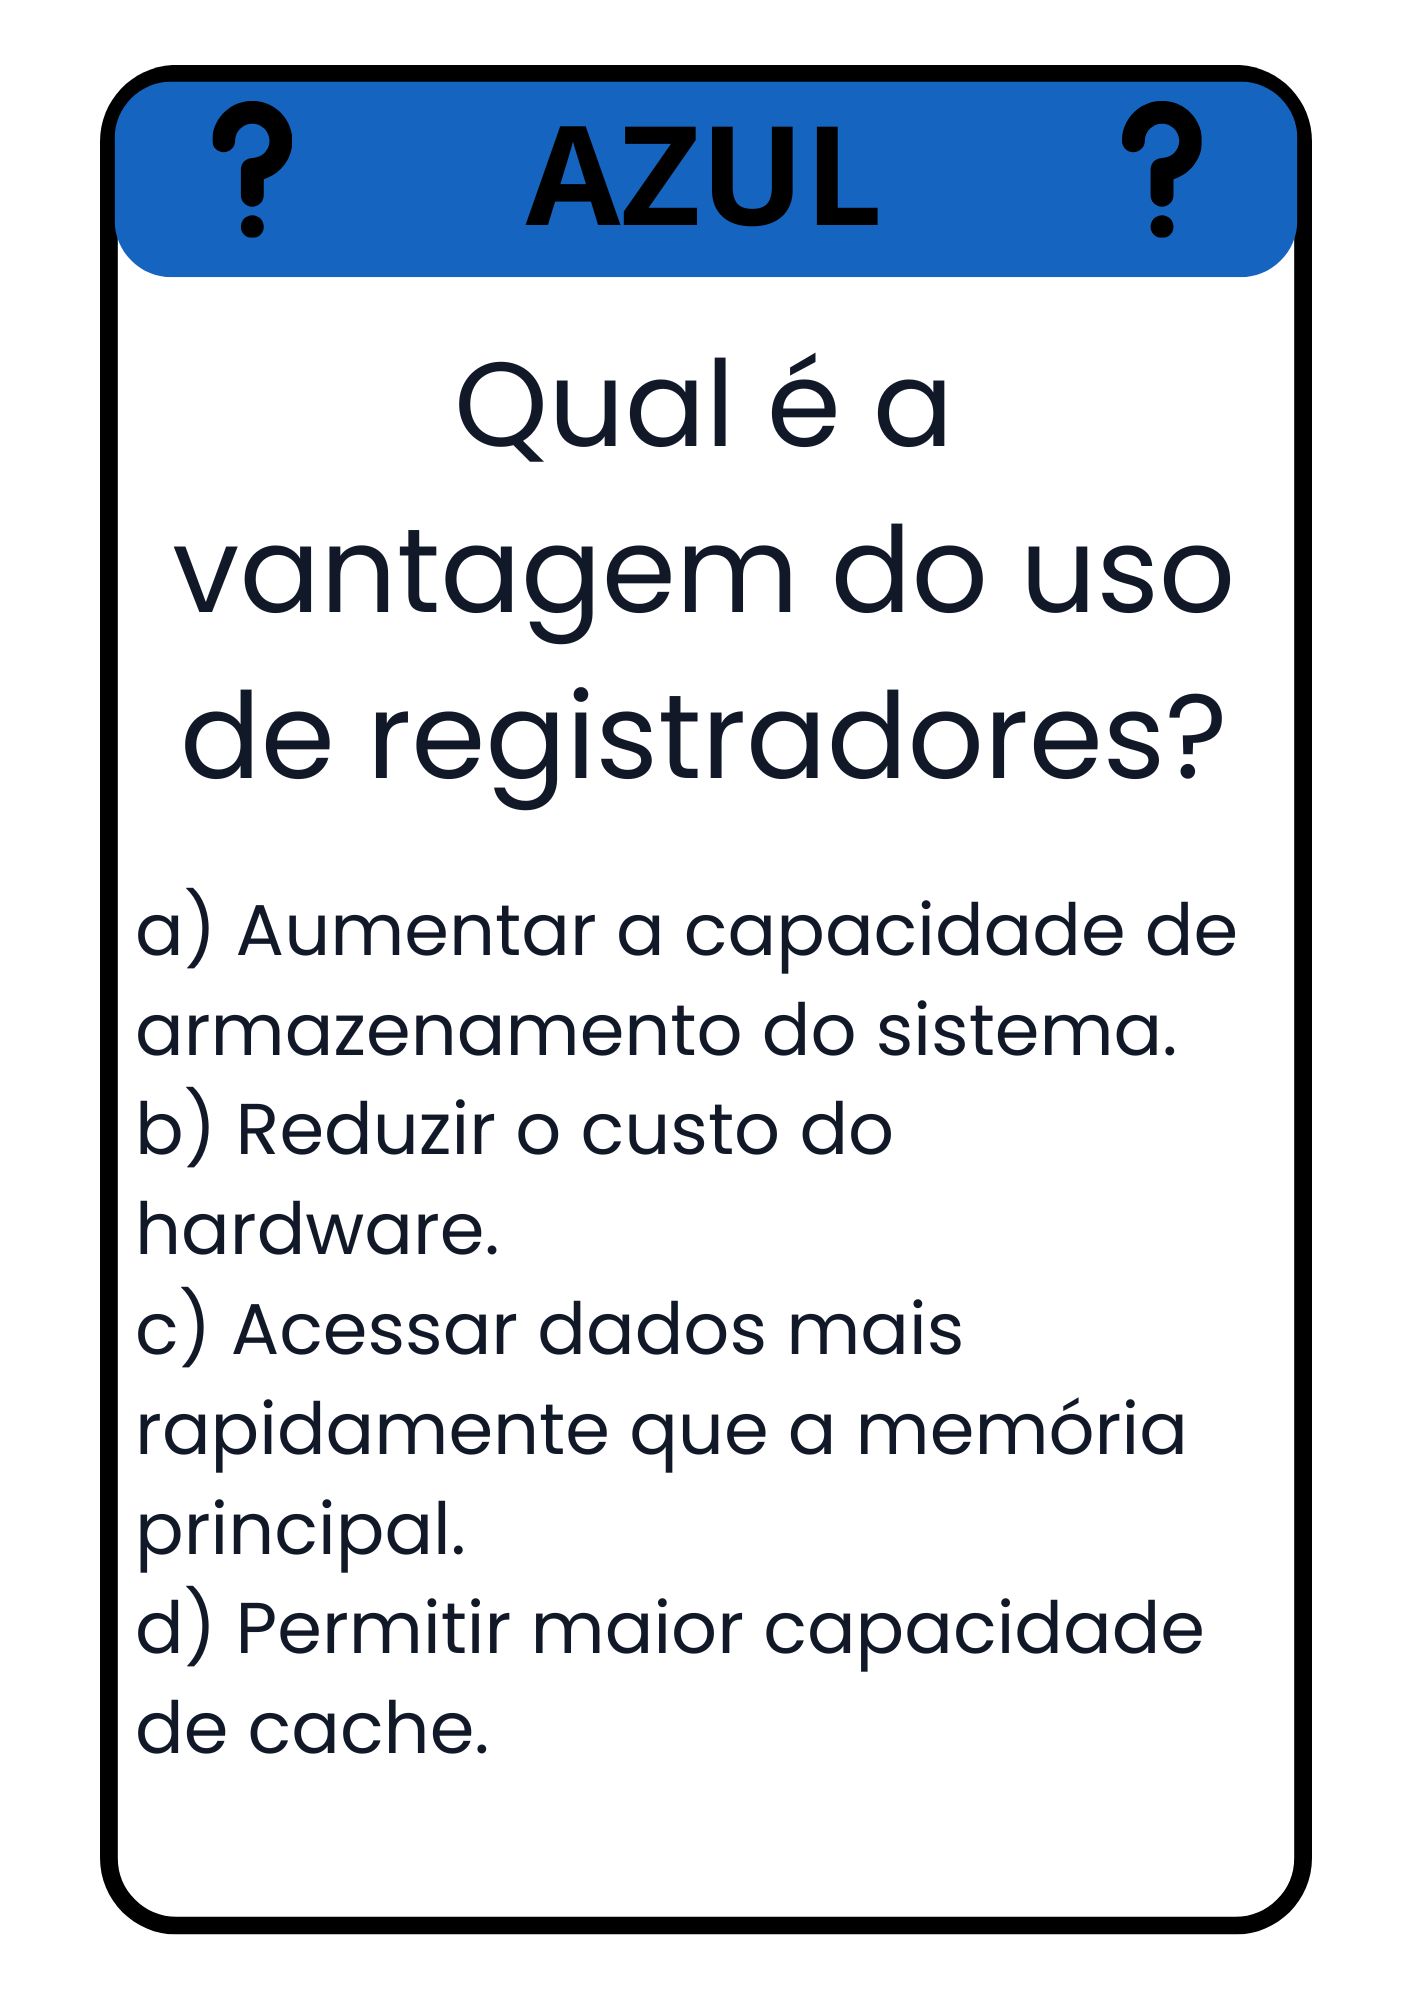 ? AZUL ?
Qual é a
vantagem do uso
de registradores?
a) Aumentar a capacidade de
armazenamento do sistema.
b) Reduzir o custo do
hardware.
c) Acessar dados mais
rapidamente que a memória
principal.
d) Permitir maior capacidade
de cache.